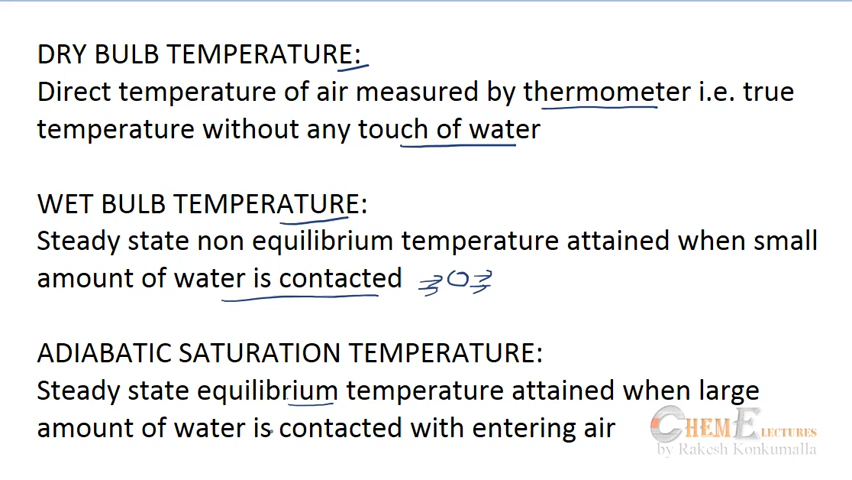 DRY BULB TEMPERATURE:
Direct temperature of air measured by thermometer i.e. true
temperature without any touch of water
WET BULB TEMPERATURE:
Steady state non equilibrium temperature attained when small
amount of water is contacted
ADIABATIC SATURATION TEMPERATURE:
Steady state equilibrium temperature attained when large
amount of water is contacted with entering air
CHEME LECTURES
by Rakesh Konkumalla